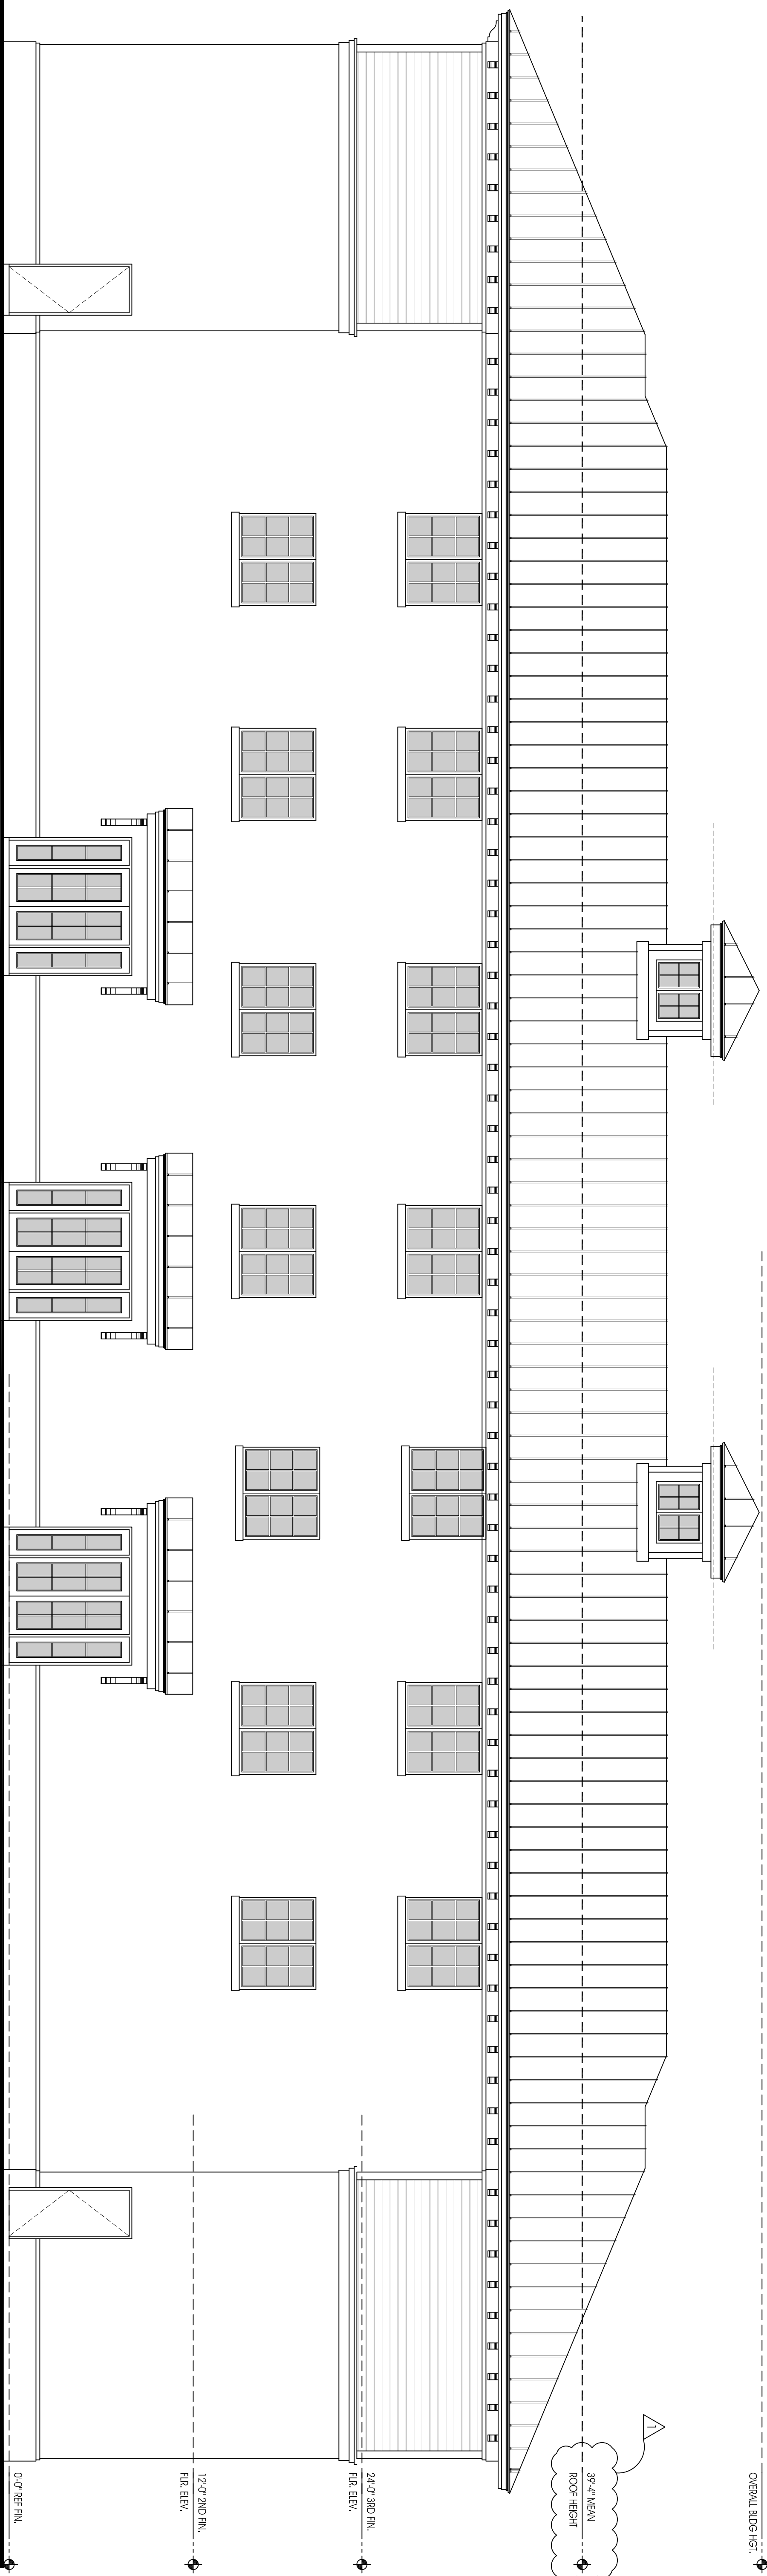 OVERALL BLDG HGT.
1
39'-4" MEAN
ROOF HEIGHT
24'-0" 3RD FIN.
FLR. ELEV.
12'-0" 2ND FIN.
FLR. ELEV.
0'-0" REF FIN.